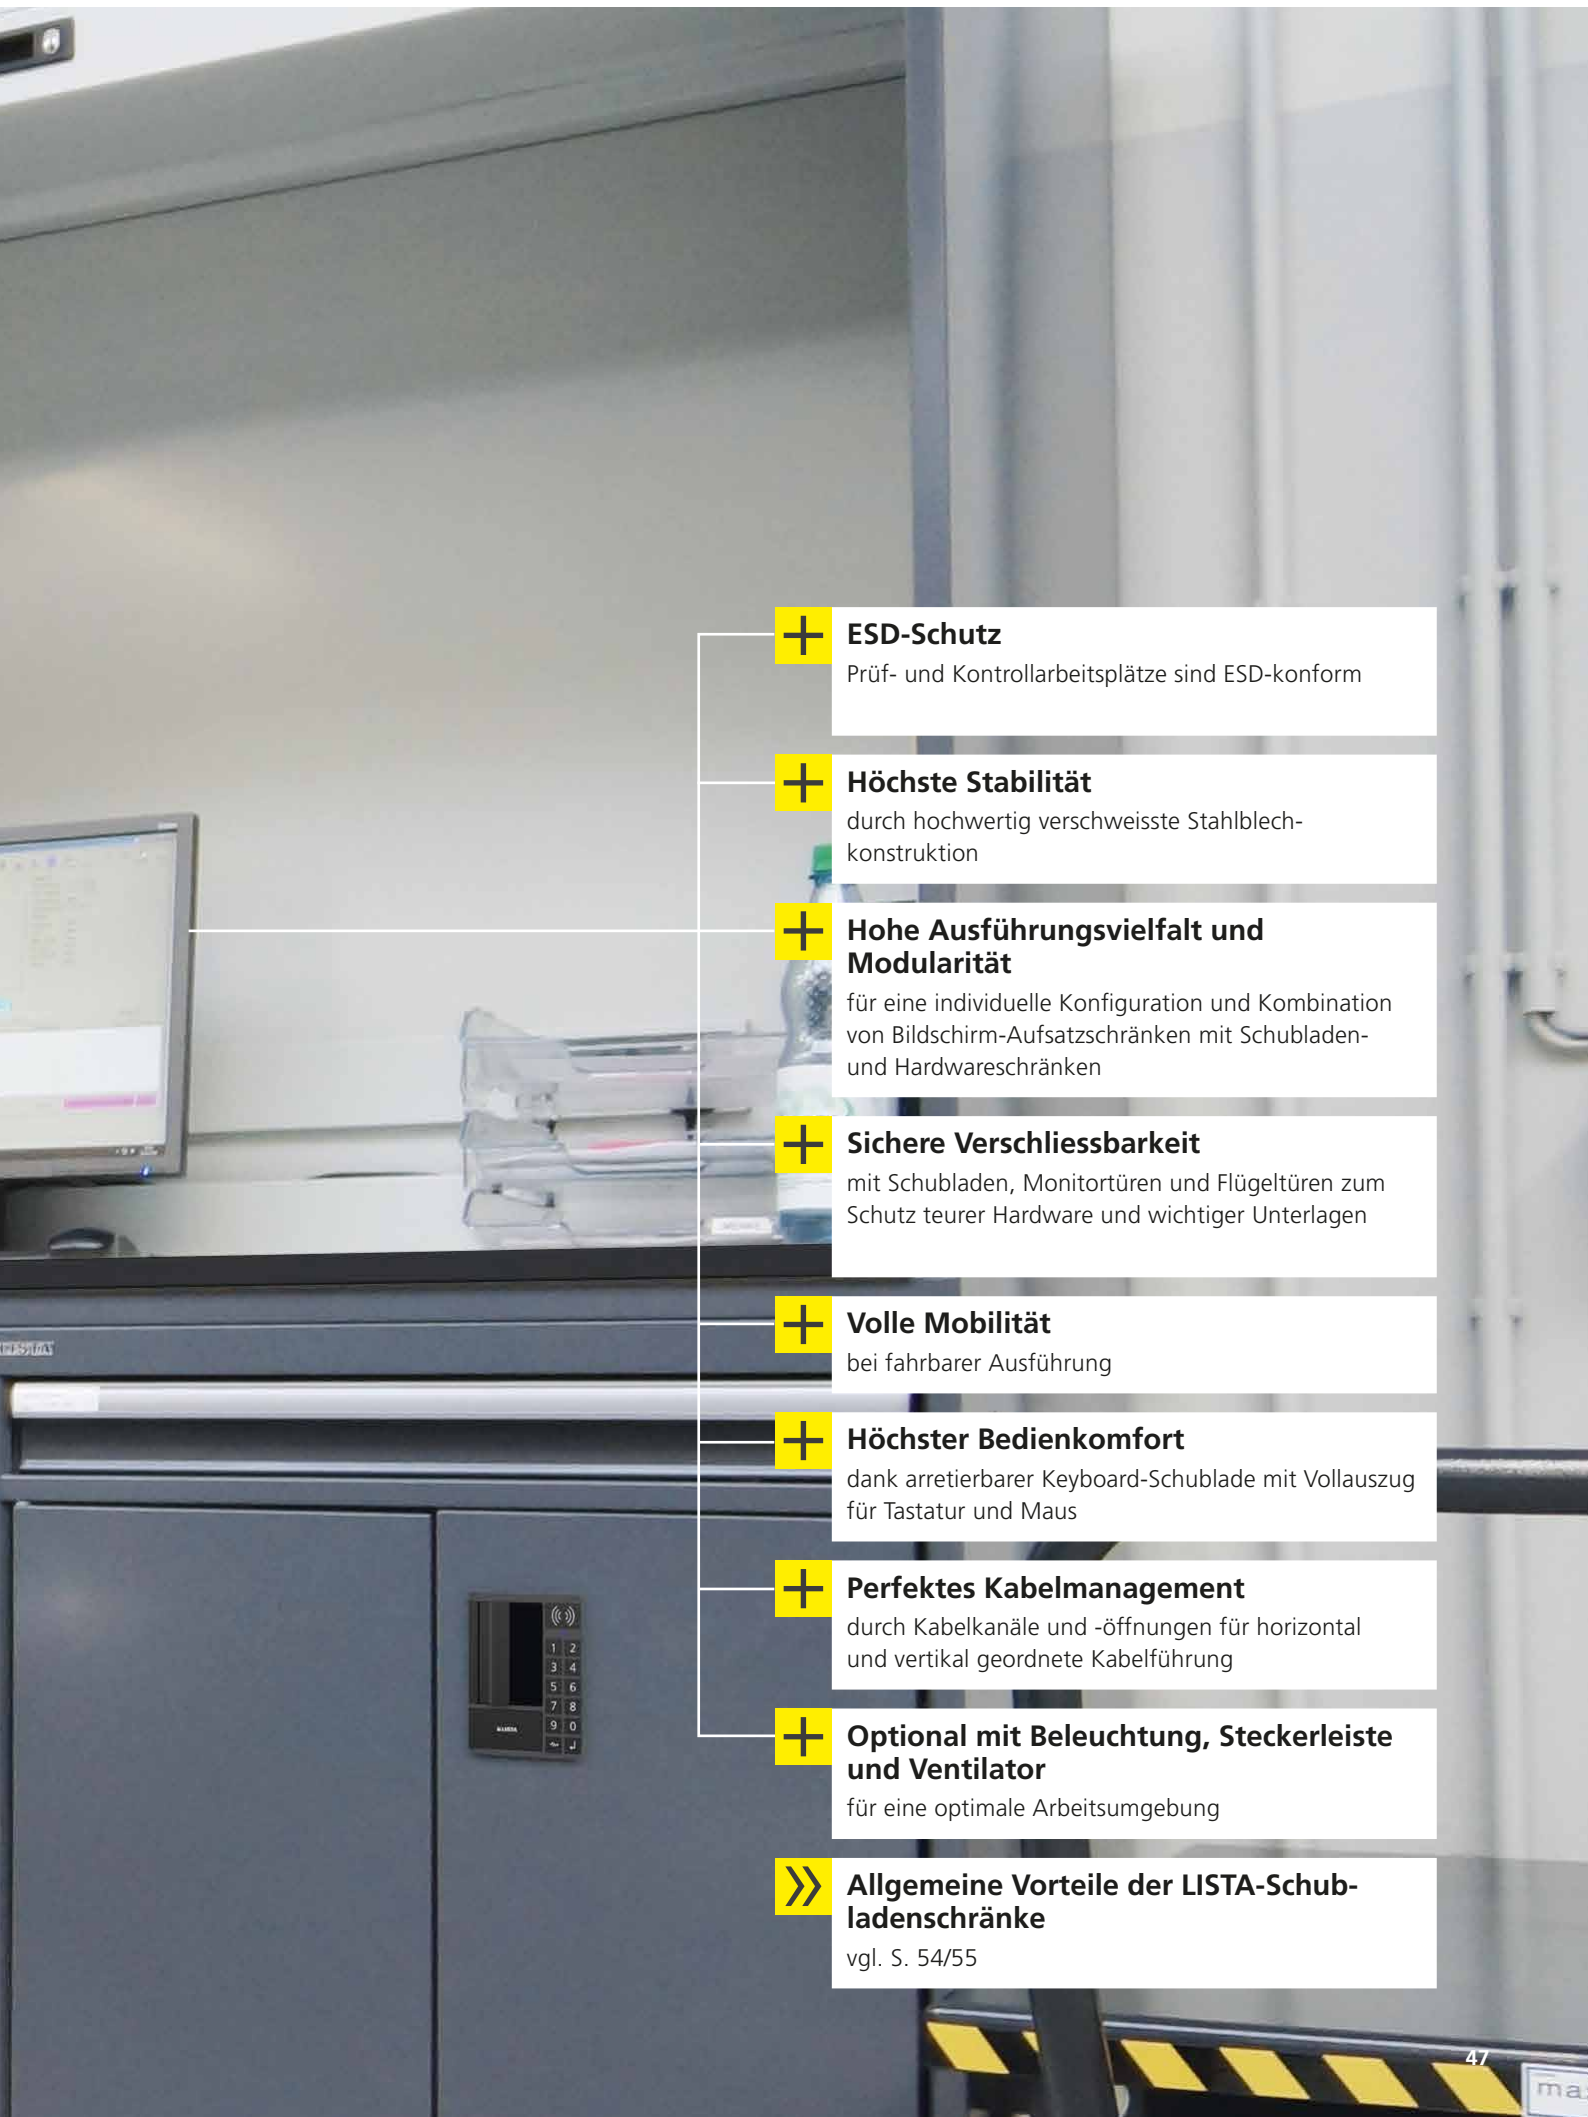 ESD-Schutz
Prüf- und Kontrollarbeitsplätze sind ESD-konform
Höchste Stabilität
durch hochwertig verschweisste Stahlblech-
konstruktion
Hohe Ausführungsvielfalt und
Modularität
für eine individuelle Konfiguration und Kombination
von Bildschirm-Aufsatzschränken mit Schubladen-
und Hardwareschränken
Sichere Verschliessbarkeit
mit Schubladen, Monitortüren und Flügeltüren zum
Schutz teurer Hardware und wichtiger Unterlagen
Volle Mobilität
bei fahrbarer Ausführung
Höchster Bedienkomfort
dank arretierbarer Keyboard-Schublade mit Vollauszug
für Tastatur und Maus
Perfektes Kabelmanagement
durch Kabelkanäle und -öffnungen für horizontal
und vertikal geordnete Kabelführung
Optional mit Beleuchtung, Steckerleiste
und Ventilator
für eine optimale Arbeitsumgebung
Allgemeine Vorteile der LISTA-Schub-
ladenschränke
vgl. S. 54/55
LISTA
1 2
3 4
5 6
7 8
9 0
47
ma